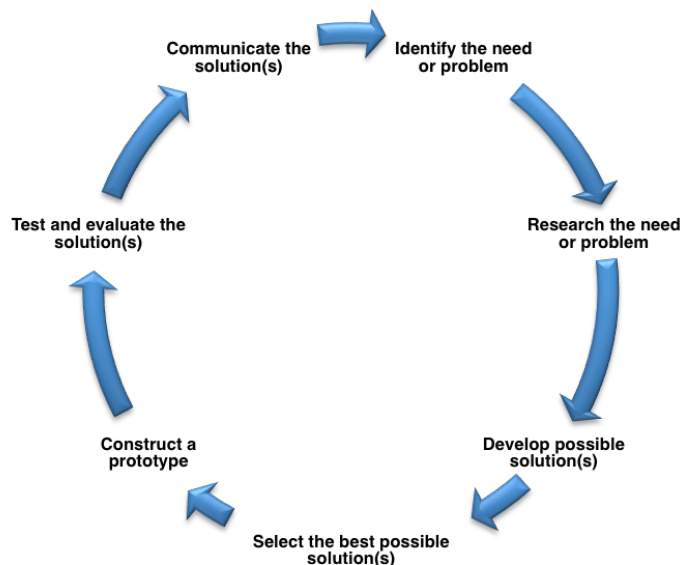 Communicate the
solution(s)
Identify the need
or problem
Research the need
or problem
Develop possible
solution(s)
Select the best possible
solution(s)
Construct a
prototype
Test and evaluate the
solution(s)